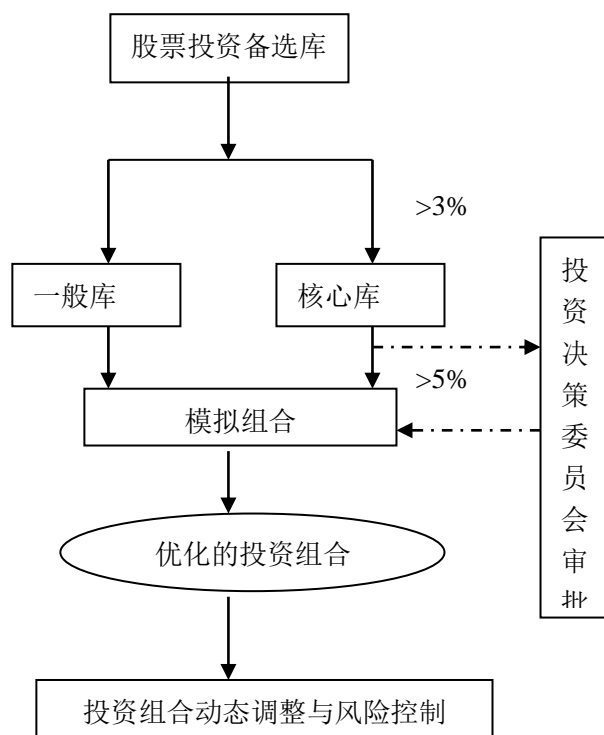 股票投资备选库
>3%
一般库
核心库
投资决策委员会审批
>5%
模拟组合
优化的投资组合
投资组合动态调整与风险控制